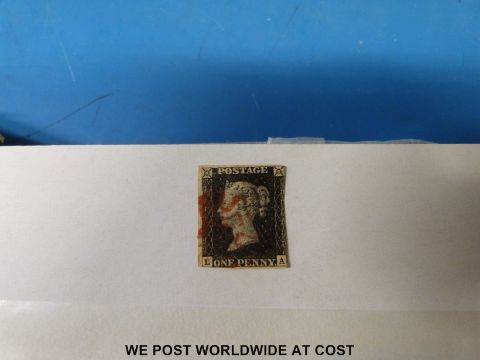 POSTAGE
ONE PENNY
A
WE POST WORLDWIDE AT COST